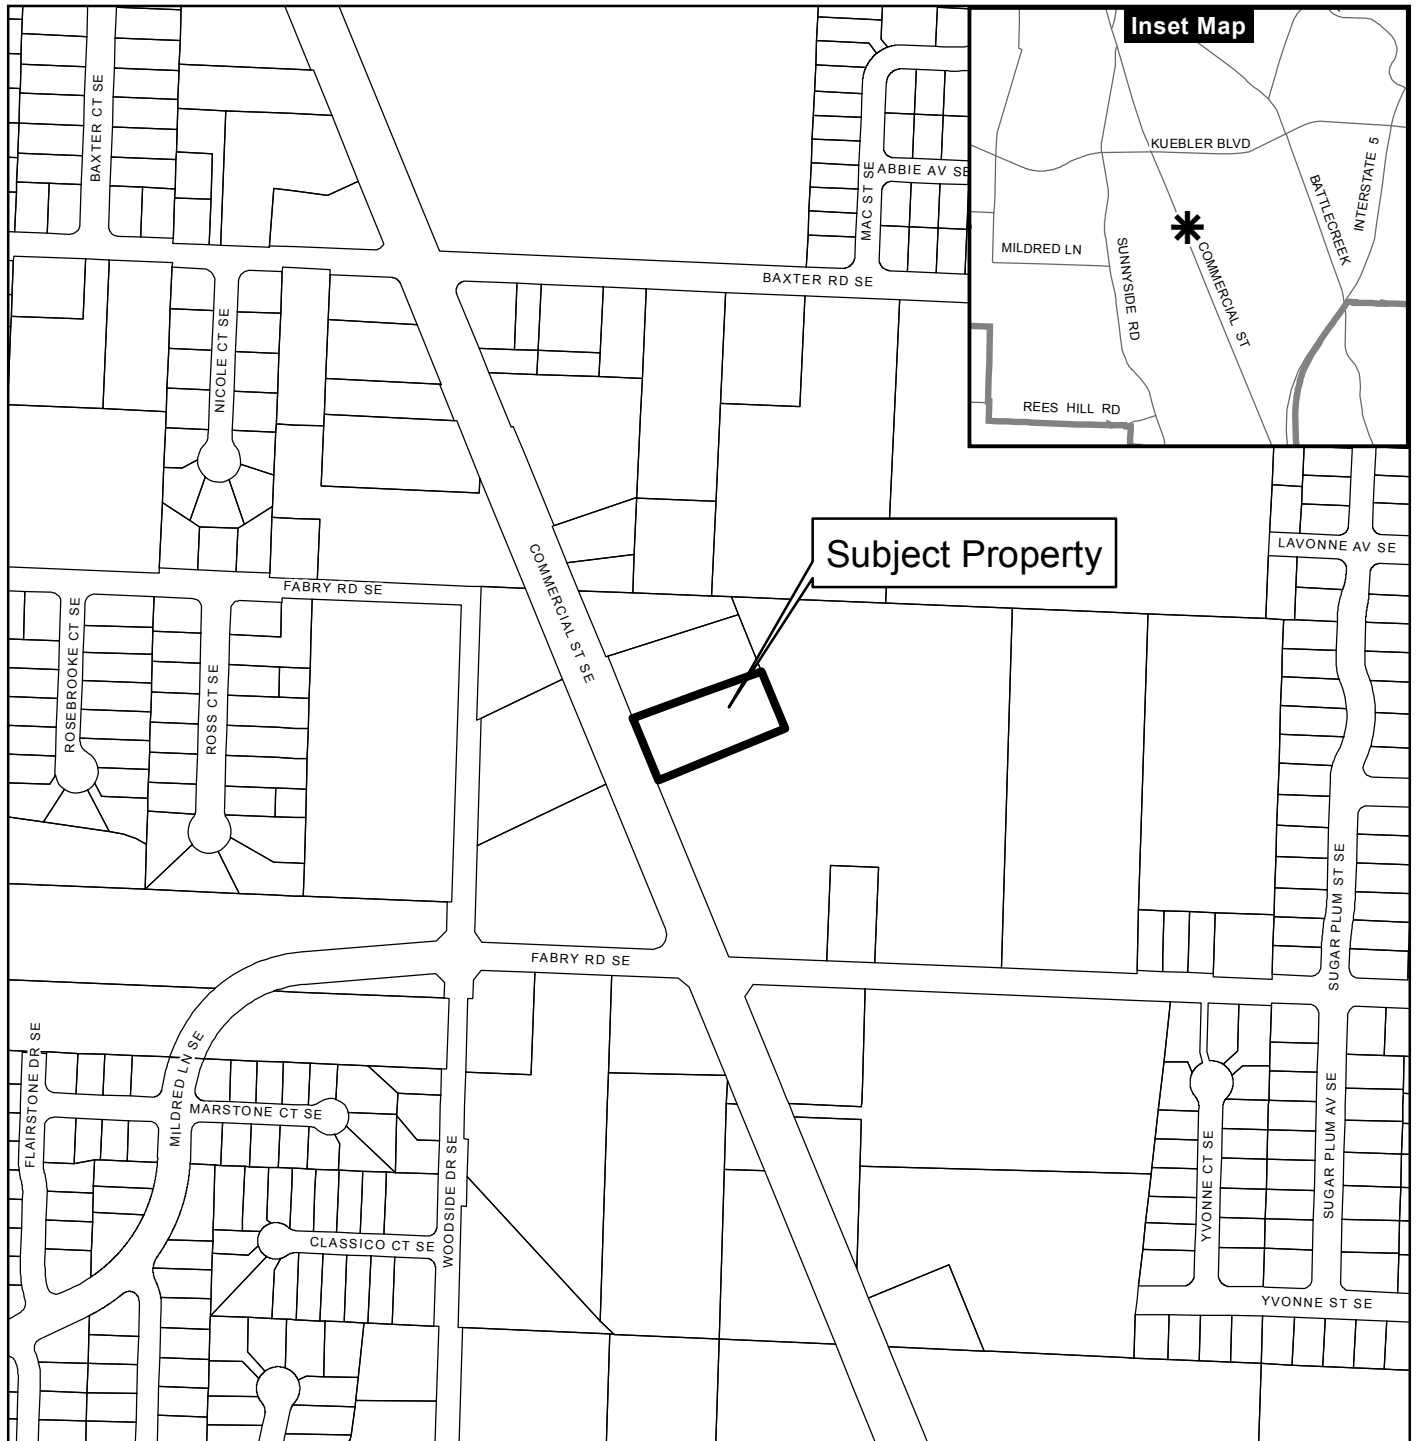 Inset Map
BAXTER CT SE
ABBIE AV SE
MAC ST SE
KUEBLER BLVD
INTERSTATE 5
BATTLECREEK
MILDRED LN
SUNNYSIDE RD
COMMERCIAL ST
REES HILL RD
BAXTER RD SE
NICOLE CT SE
COMMERCIAL ST SE
Subject Property
LAVONNE AV SE
FABRY RD SE
ROSEBROOKE CT SE
ROSS CT SE
SUGAR PLUM ST SE
FABRY RD SE
FLAIRSTONE DR SE
MILDRED LN SE
MARSTONE CT SE
WOODSIDE DR SE
YVONNE CT SE
SUGAR PLUM AV SE
CLASSICO CT SE
YVONNE ST SE